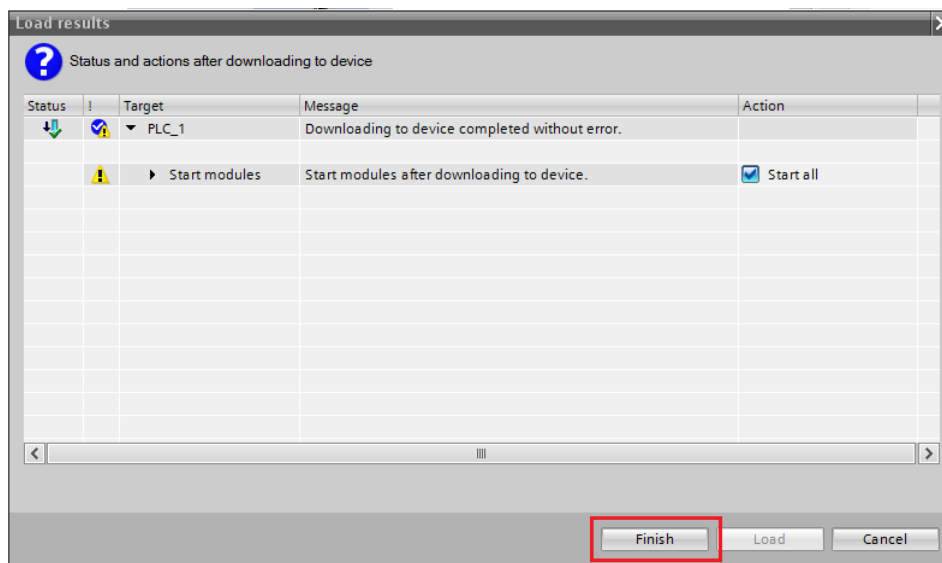 Load results
Status and actions after downloading to device
Status ! Target Message Action
PLC_1 Downloading to device completed without error.
Start modules Start modules after downloading to device. Start all
Finish Load Cancel